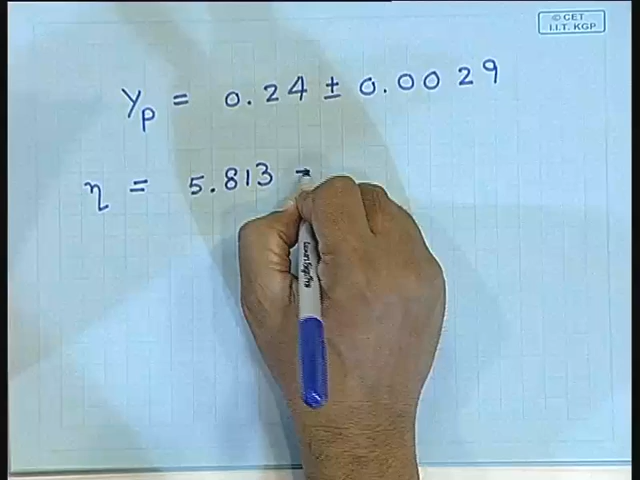 © CET
I.I.T. KGP
Yp = 0.24 ± 0.0029
η = 5.813